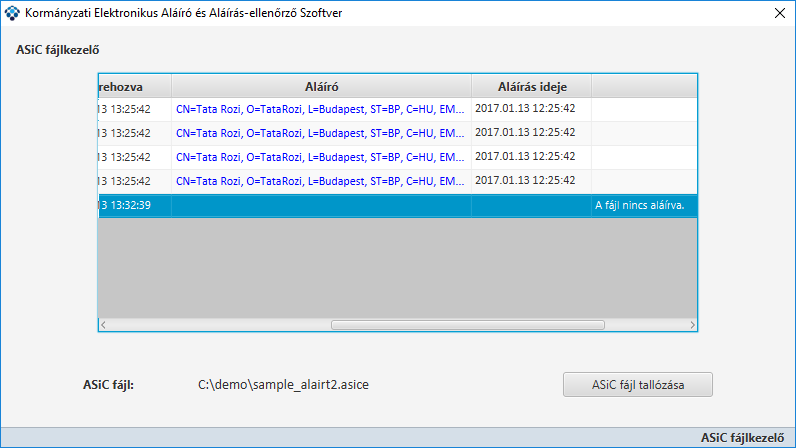 Kormányzati Elektronikus Aláíró és Aláírás-ellenőrző Szoftver
ASiC fájlkezelő
rehozva Aláíró Aláírás ideje
13 13:25:42 CN=Tata Rozi, O=TataRozi, L=Budapest, ST=BP, C=HU, EM... 2017.01.13 12:25:42
13 13:25:42 CN=Tata Rozi, O=TataRozi, L=Budapest, ST=BP, C=HU, EM... 2017.01.13 12:25:42
13 13:25:42 CN=Tata Rozi, O=TataRozi, L=Budapest, ST=BP, C=HU, EM... 2017.01.13 12:25:42
13 13:25:42 CN=Tata Rozi, O=TataRozi, L=Budapest, ST=BP, C=HU, EM... 2017.01.13 12:25:42
13 13:32:39 A fájl nincs aláírva.
ASiC fájl: C:\demo\sample_alairt2.asice ASiC fájl tallózása
ASiC fájlkezelő